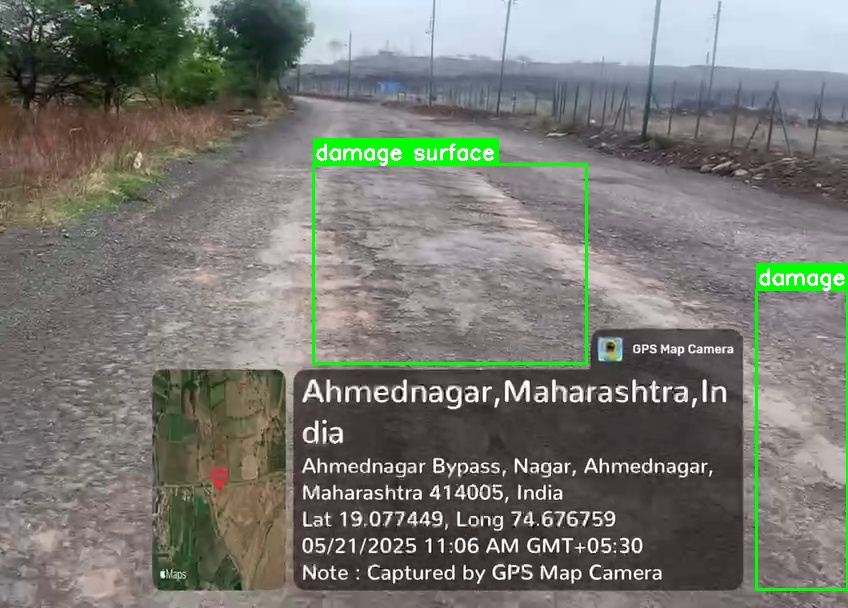 damage surface
damage
GPS Map Camera
Ahmednagar,Maharashtra,In
dia
Ahmednagar Bypass, Nagar, Ahmednagar,
Maharashtra 414005, India
Lat 19.077449, Long 74.676759
05/21/2025 11:06 AM GMT+05:30
Note : Captured by GPS Map Camera
Maps